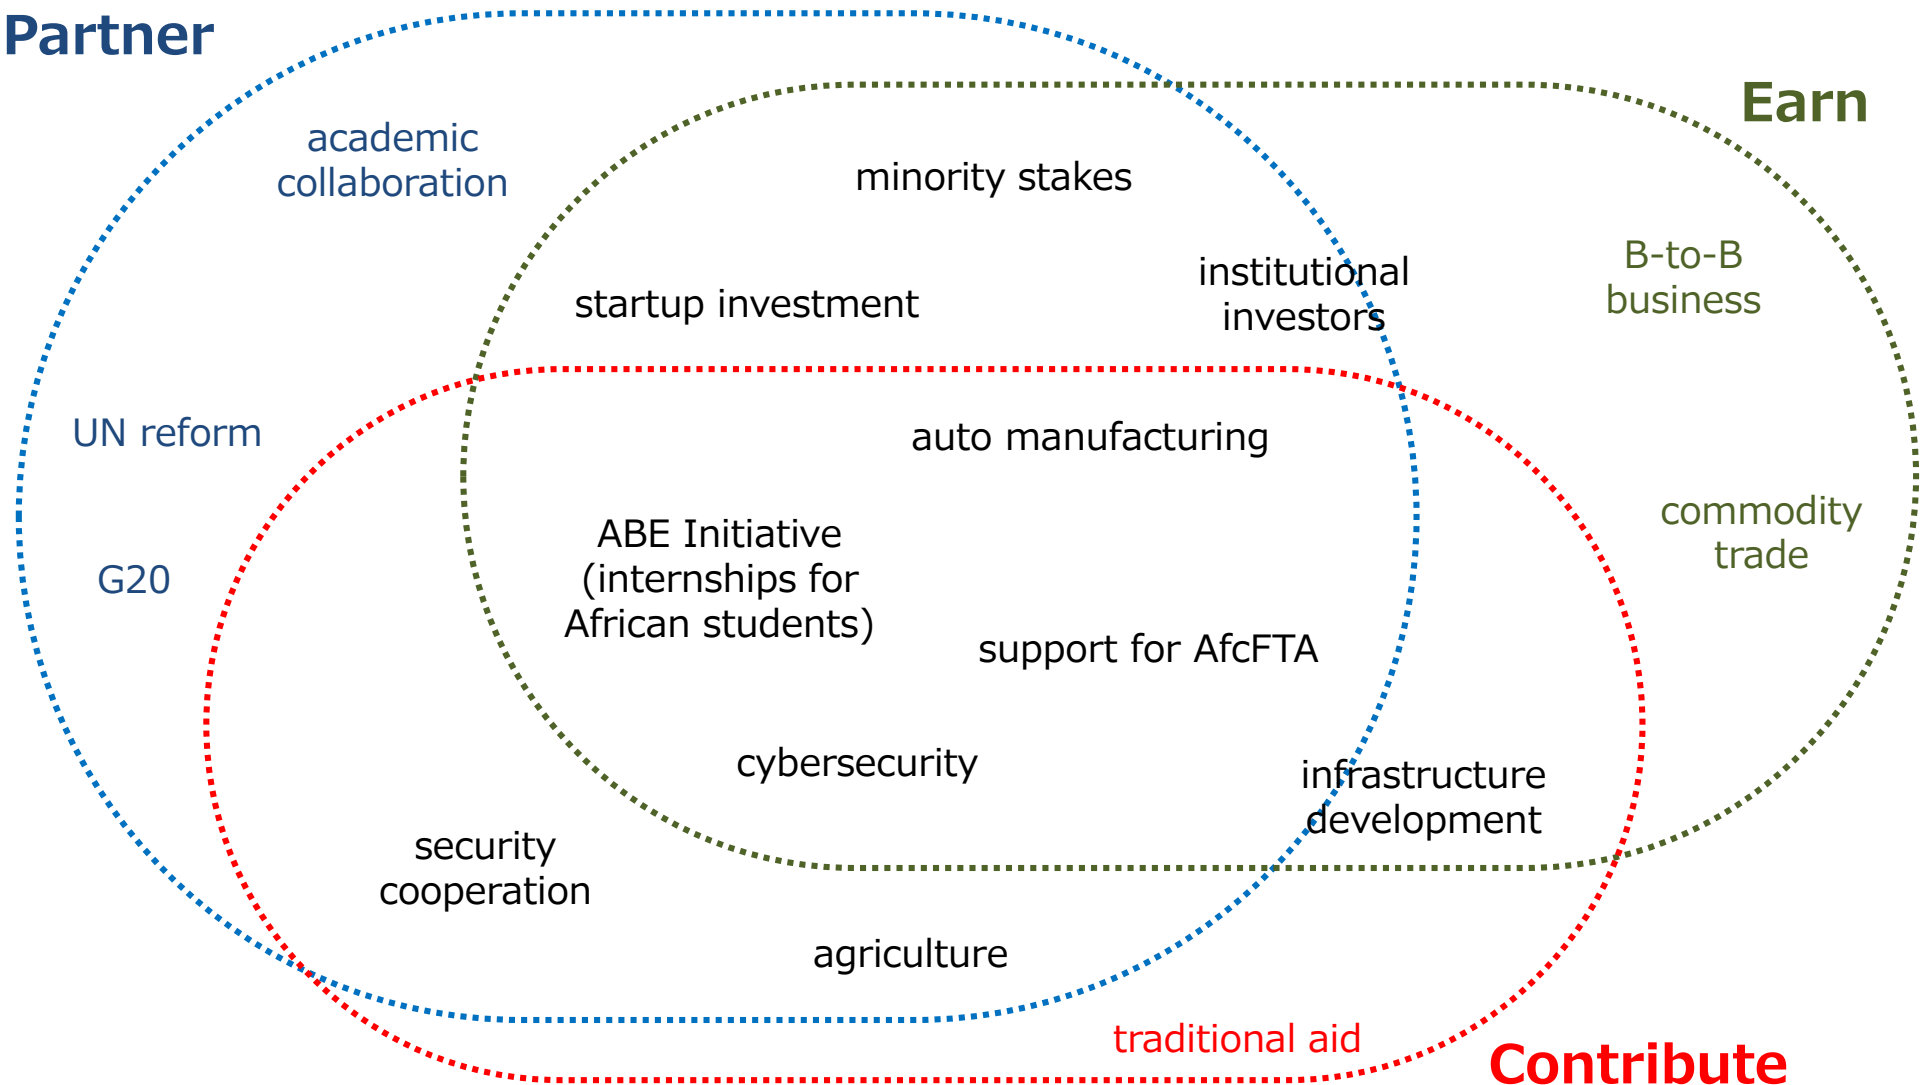 Partner
Earn
academic
collaboration
minority stakes
B-to-B
business
institutional
investors
startup investment
UN reform
auto manufacturing
commodity
trade
ABE Initiative
(internships for
African students)
G20
support for AfcFTA
cybersecurity
infrastructure
development
security
cooperation
agriculture
traditional aid
Contribute